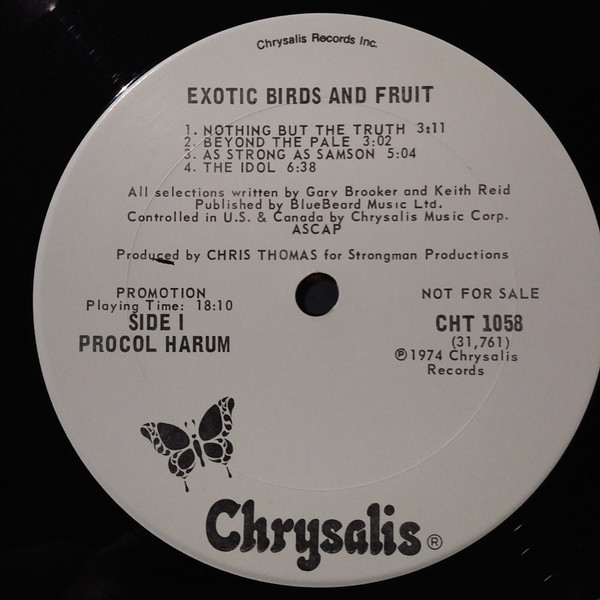 Chrysalis Records Inc.
EXOTIC BIRDS AND FRUIT
1. NOTHING BUT THE TRUTH 3:11
2. BEYOND THE PALE 3:02
3. AS STRONG AS SAMSON 5:04
4. THE IDOL 6:38
All selections written by Gary Brooker and Keith Reid
Published by BlueBeard Music Ltd.
Controlled in U.S. & Canada by Chrysalis Music Corp.
ASCAP
Produced by CHRIS THOMAS for Strongman Productions
PROMOTION
Playing Time: 18:10
SIDE I
PROCOL HARUM
NOT FOR SALE
CHT 1058
(31,761)
℗1974 Chrysalis
Records
Chrysalis®